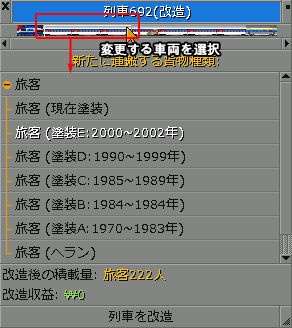 列車692(改造)
変更する車両を選択
新たに運搬する貨物種類:
旅客
旅客 (現在塗装)
旅客 (塗装E:2000~2002年)
旅客 (塗装D:1990~1999年)
旅客 (塗装C:1985~1989年)
旅客 (塗装B:1984~1984年)
旅客 (塗装A:1970~1983年)
旅客 (ヘラン)
改造後の積載量: 旅客222人
改造収益: ₩0
列車を改造